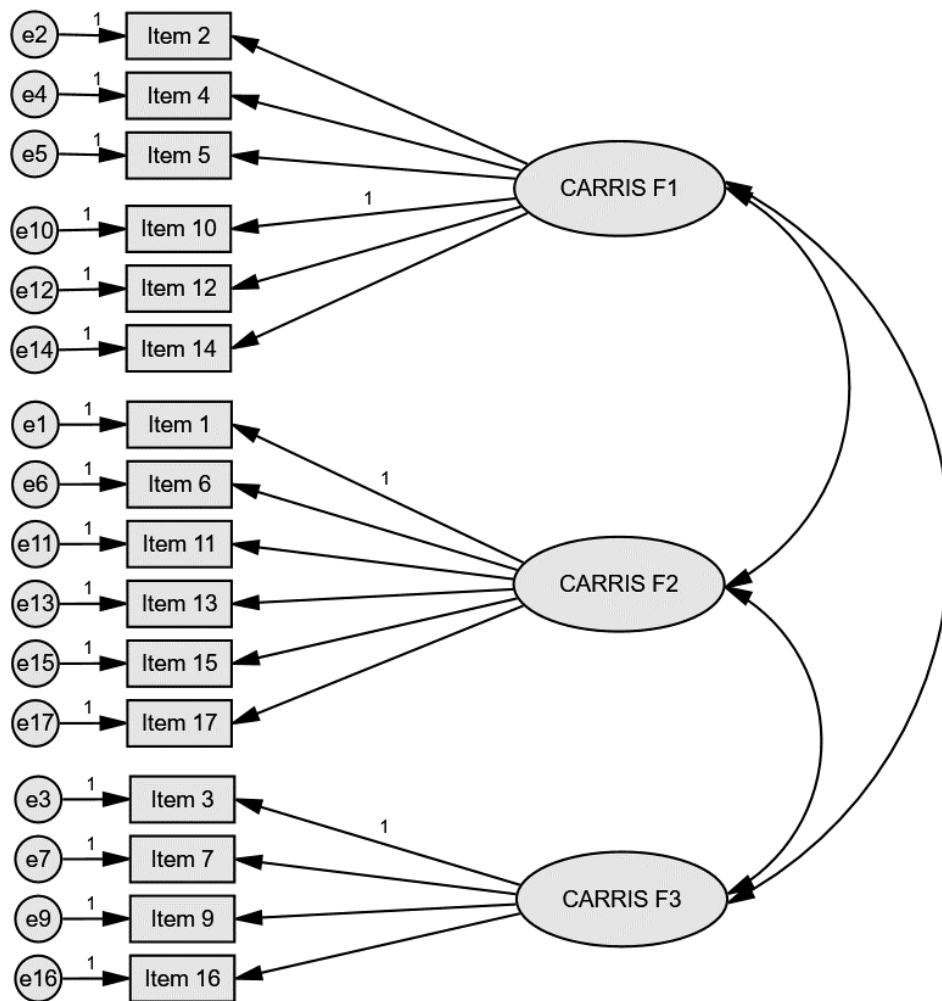 e2 1 Item 2
e4 1 Item 4
e5 1 Item 5
CARRIS F1
1
e10 1 Item 10
e12 1 Item 12
e14 1 Item 14
e1 1 Item 1
e6 1 Item 6
1
e11 1 Item 11
CARRIS F2
e13 1 Item 13
e15 1 Item 15
e17 1 Item 17
e3 1 Item 3
1
e7 1 Item 7
CARRIS F3
e9 1 Item 9
e16 1 Item 16